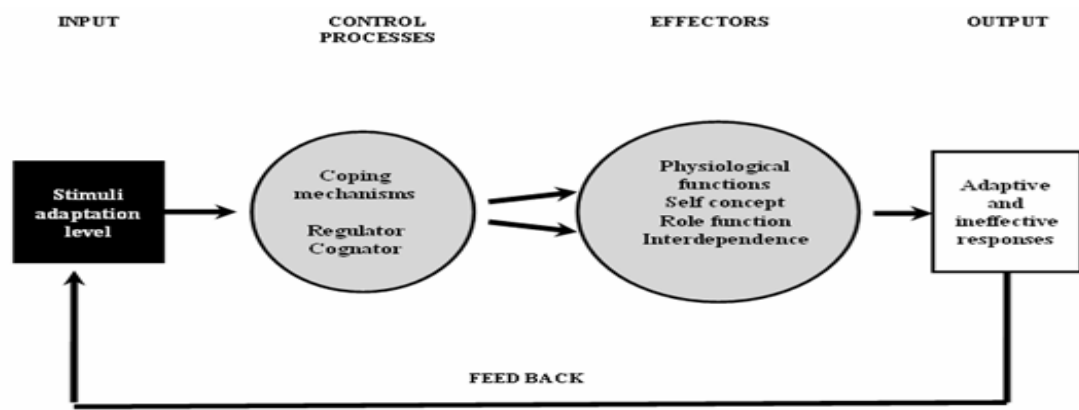 INPUT
CONTROL
PROCESSES
EFFECTORS
OUTPUT
Stimuli
adaptation
level
Coping
mechanisms
Regulator
Cognator
Physiological
functions
Self concept
Role function
Interdependence
Adaptive
and
ineffective
responses
FEED BACK